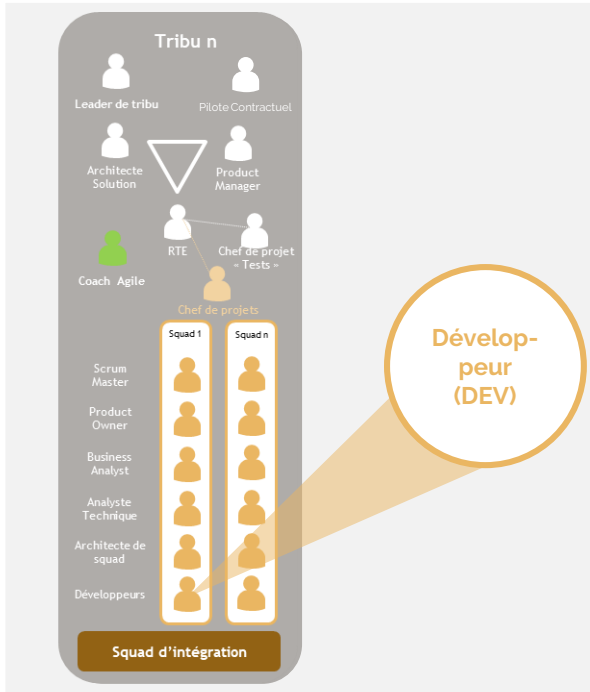 Tribu n
Leader de tribu
Pilote Contractuel
Architecte
Solution
Product
Manager
RTE
Chef de projet
« Tests »
Coach Agile
Chef de projets
Squad 1
Squad n
Scrum
Master
Product
Owner
Business
Analyst
Analyste
Technique
Architecte de
squad
Développeurs
Squad d’intégration
Dévelop-
peur
(DEV)